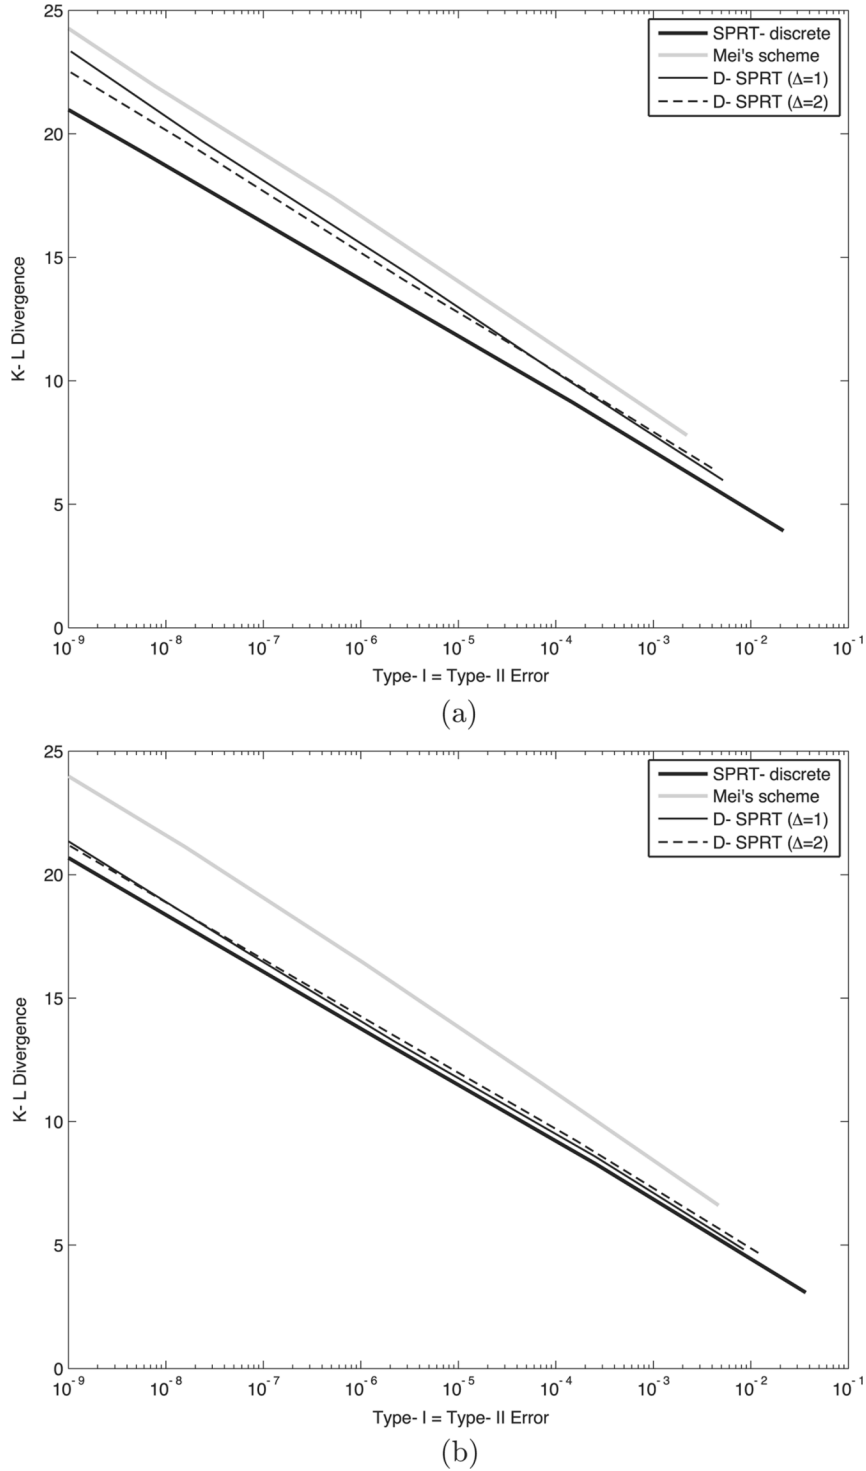 25
20
15
10
5
0
K- L Divergence
SPRT- discrete
Mei's scheme
D- SPRT (Δ=1)
D- SPRT (Δ=2)
10⁻⁹ 10⁻⁸ 10⁻⁷ 10⁻⁶ 10⁻⁵ 10⁻⁴ 10⁻³ 10⁻² 10⁻¹
Type- I = Type- II Error
(a)
25
20
15
10
5
0
K- L Divergence
SPRT- discrete
Mei's scheme
D- SPRT (Δ=1)
D- SPRT (Δ=2)
10⁻⁹ 10⁻⁸ 10⁻⁷ 10⁻⁶ 10⁻⁵ 10⁻⁴ 10⁻³ 10⁻² 10⁻¹
Type- I = Type- II Error
(b)